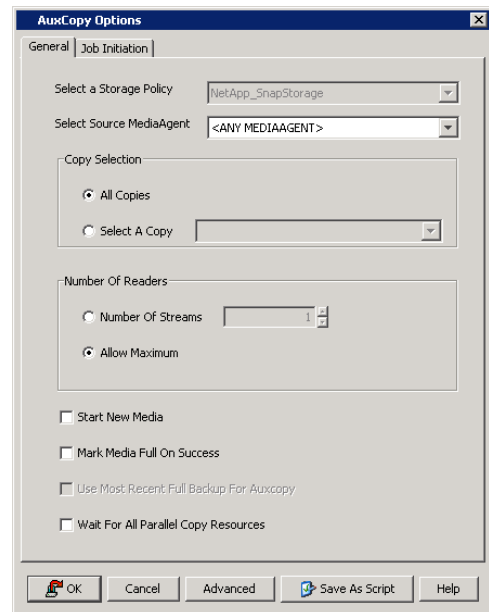 AuxCopy Options
General
Job Initiation
Select a Storage Policy
NetApp_SnapStorage
Select Source MediaAgent
<ANY MEDIAAGENT>
Copy Selection
All Copies
Select A Copy
Number Of Readers
Number Of Streams
1
Allow Maximum
Start New Media
Mark Media Full On Success
Use Most Recent Full Backup For Auxcopy
Wait For All Parallel Copy Resources
OK
Cancel
Advanced
Save As Script
Help